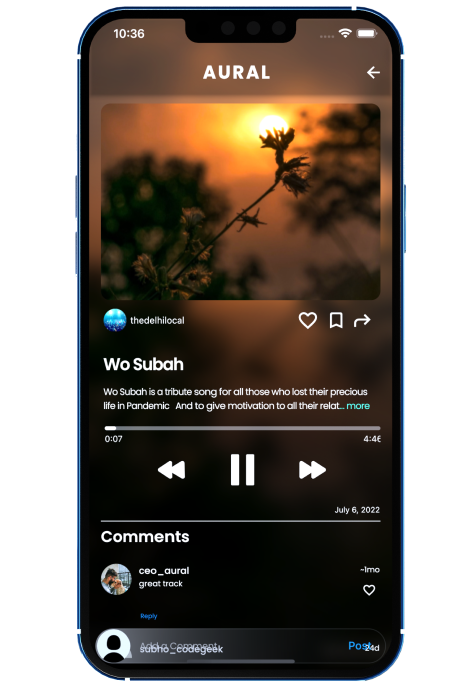 10:36
AURAL
thedelhilocal
Wo Subah
Wo Subah is a tribute song for all those who lost their precious
life in Pandemic And to give motivation to all their relat... more
0:07 4:46
July 6, 2022
Comments
ceo_aural ~1mo
great track
Reply
Add a Comment Post
subho_codegeek 24d